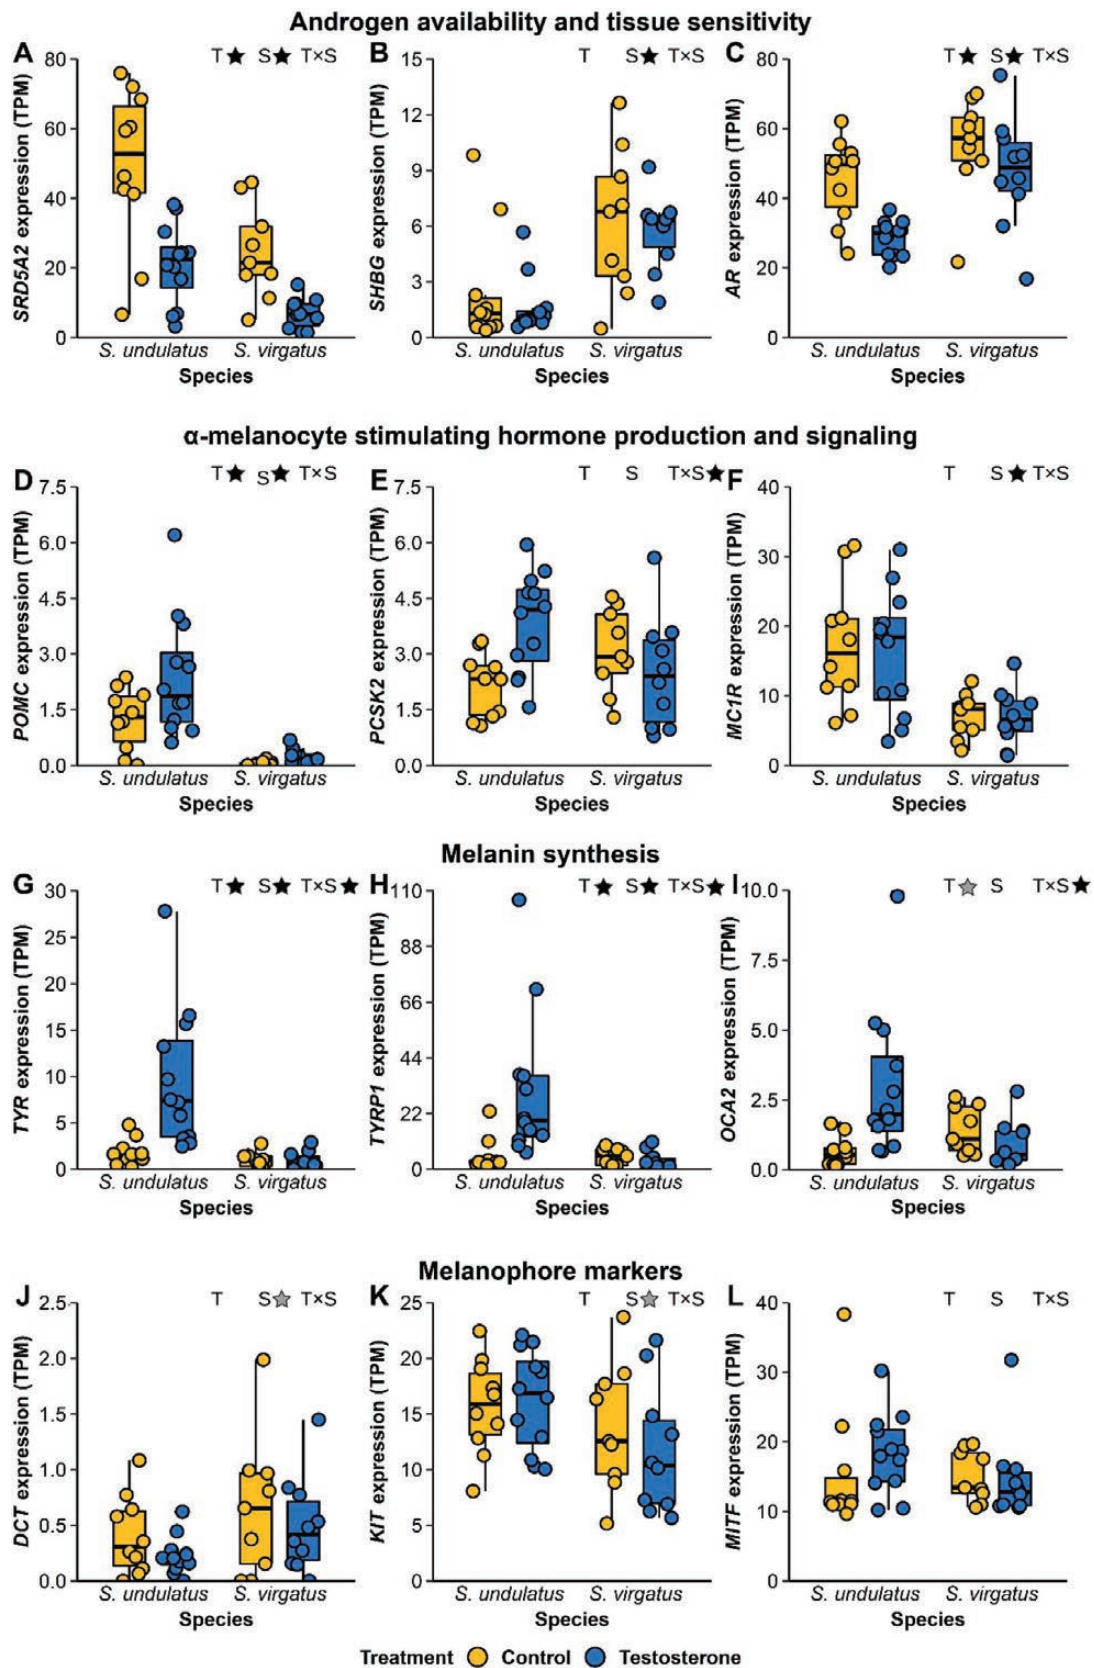 Androgen availability and tissue sensitivity
A T★ S★ T×S
SRD5A2 expression (TPM)
80
60
40
20
0
S. undulatus S. virgatus
Species
B T S★ T×S
SHBG expression (TPM)
15
12
9
6
3
0
S. undulatus S. virgatus
Species
C T★ S★ T×S
AR expression (TPM)
80
60
40
20
0
S. undulatus S. virgatus
Species
α-melanocyte stimulating hormone production and signaling
D T★ S★ T×S
POMC expression (TPM)
7.5
6.0
4.5
3.0
1.5
0.0
S. undulatus S. virgatus
Species
E T S T×S★
PCSK2 expression (TPM)
7.5
6.0
4.5
3.0
1.5
0.0
S. undulatus S. virgatus
Species
F T S★ T×S
MC1R expression (TPM)
40
30
20
10
0
S. undulatus S. virgatus
Species
Melanin synthesis
G T★ S★ T×S★
TYR expression (TPM)
30
25
20
15
10
5
0
S. undulatus S. virgatus
Species
H T★ S★ T×S★
TYRP1 expression (TPM)
110
88
66
44
22
0
S. undulatus S. virgatus
Species
I T★ S T×S★
OCA2 expression (TPM)
10.0
7.5
5.0
2.5
0.0
S. undulatus S. virgatus
Species
Melanophore markers
J T S★ T×S
DCT expression (TPM)
2.5
2.0
1.5
1.0
0.5
0.0
S. undulatus S. virgatus
Species
K T S★ T×S
KIT expression (TPM)
25
20
15
10
5
0
S. undulatus S. virgatus
Species
L T S T×S
MITF expression (TPM)
40
30
20
10
0
S. undulatus S. virgatus
Species
Treatment Control Testosterone